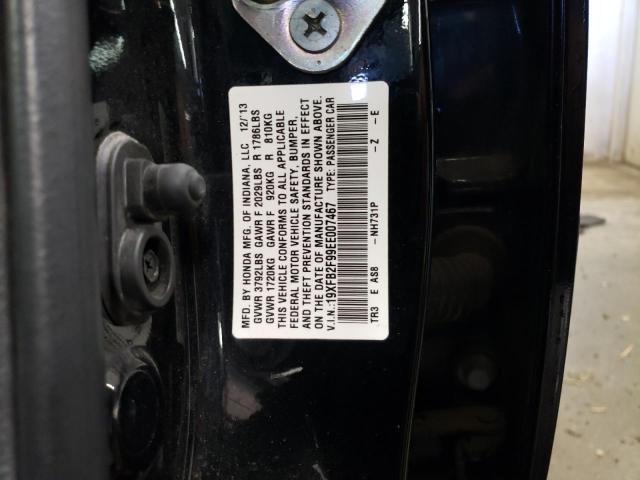 MFD. BY HONDA MFG. OF INDIANA, LLC 12/'13
GVWR 3792LBS GAWR F 2029LBS R 1786LBS
GVWR 1720KG GAWR F 920KG R 810KG
THIS VEHICLE CONFORMS TO ALL APPLICABLE
FEDERAL MOTOR VEHICLE SAFETY, BUMPER,
AND THEFT PREVENTION STANDARDS IN EFFECT
ON THE DATE OF MANUFACTURE SHOWN ABOVE.
V.I.N.:19XFB2F99EE007467 TYPE: PASSENGER CAR
—NH731P —Z —E
TR3 E AS8